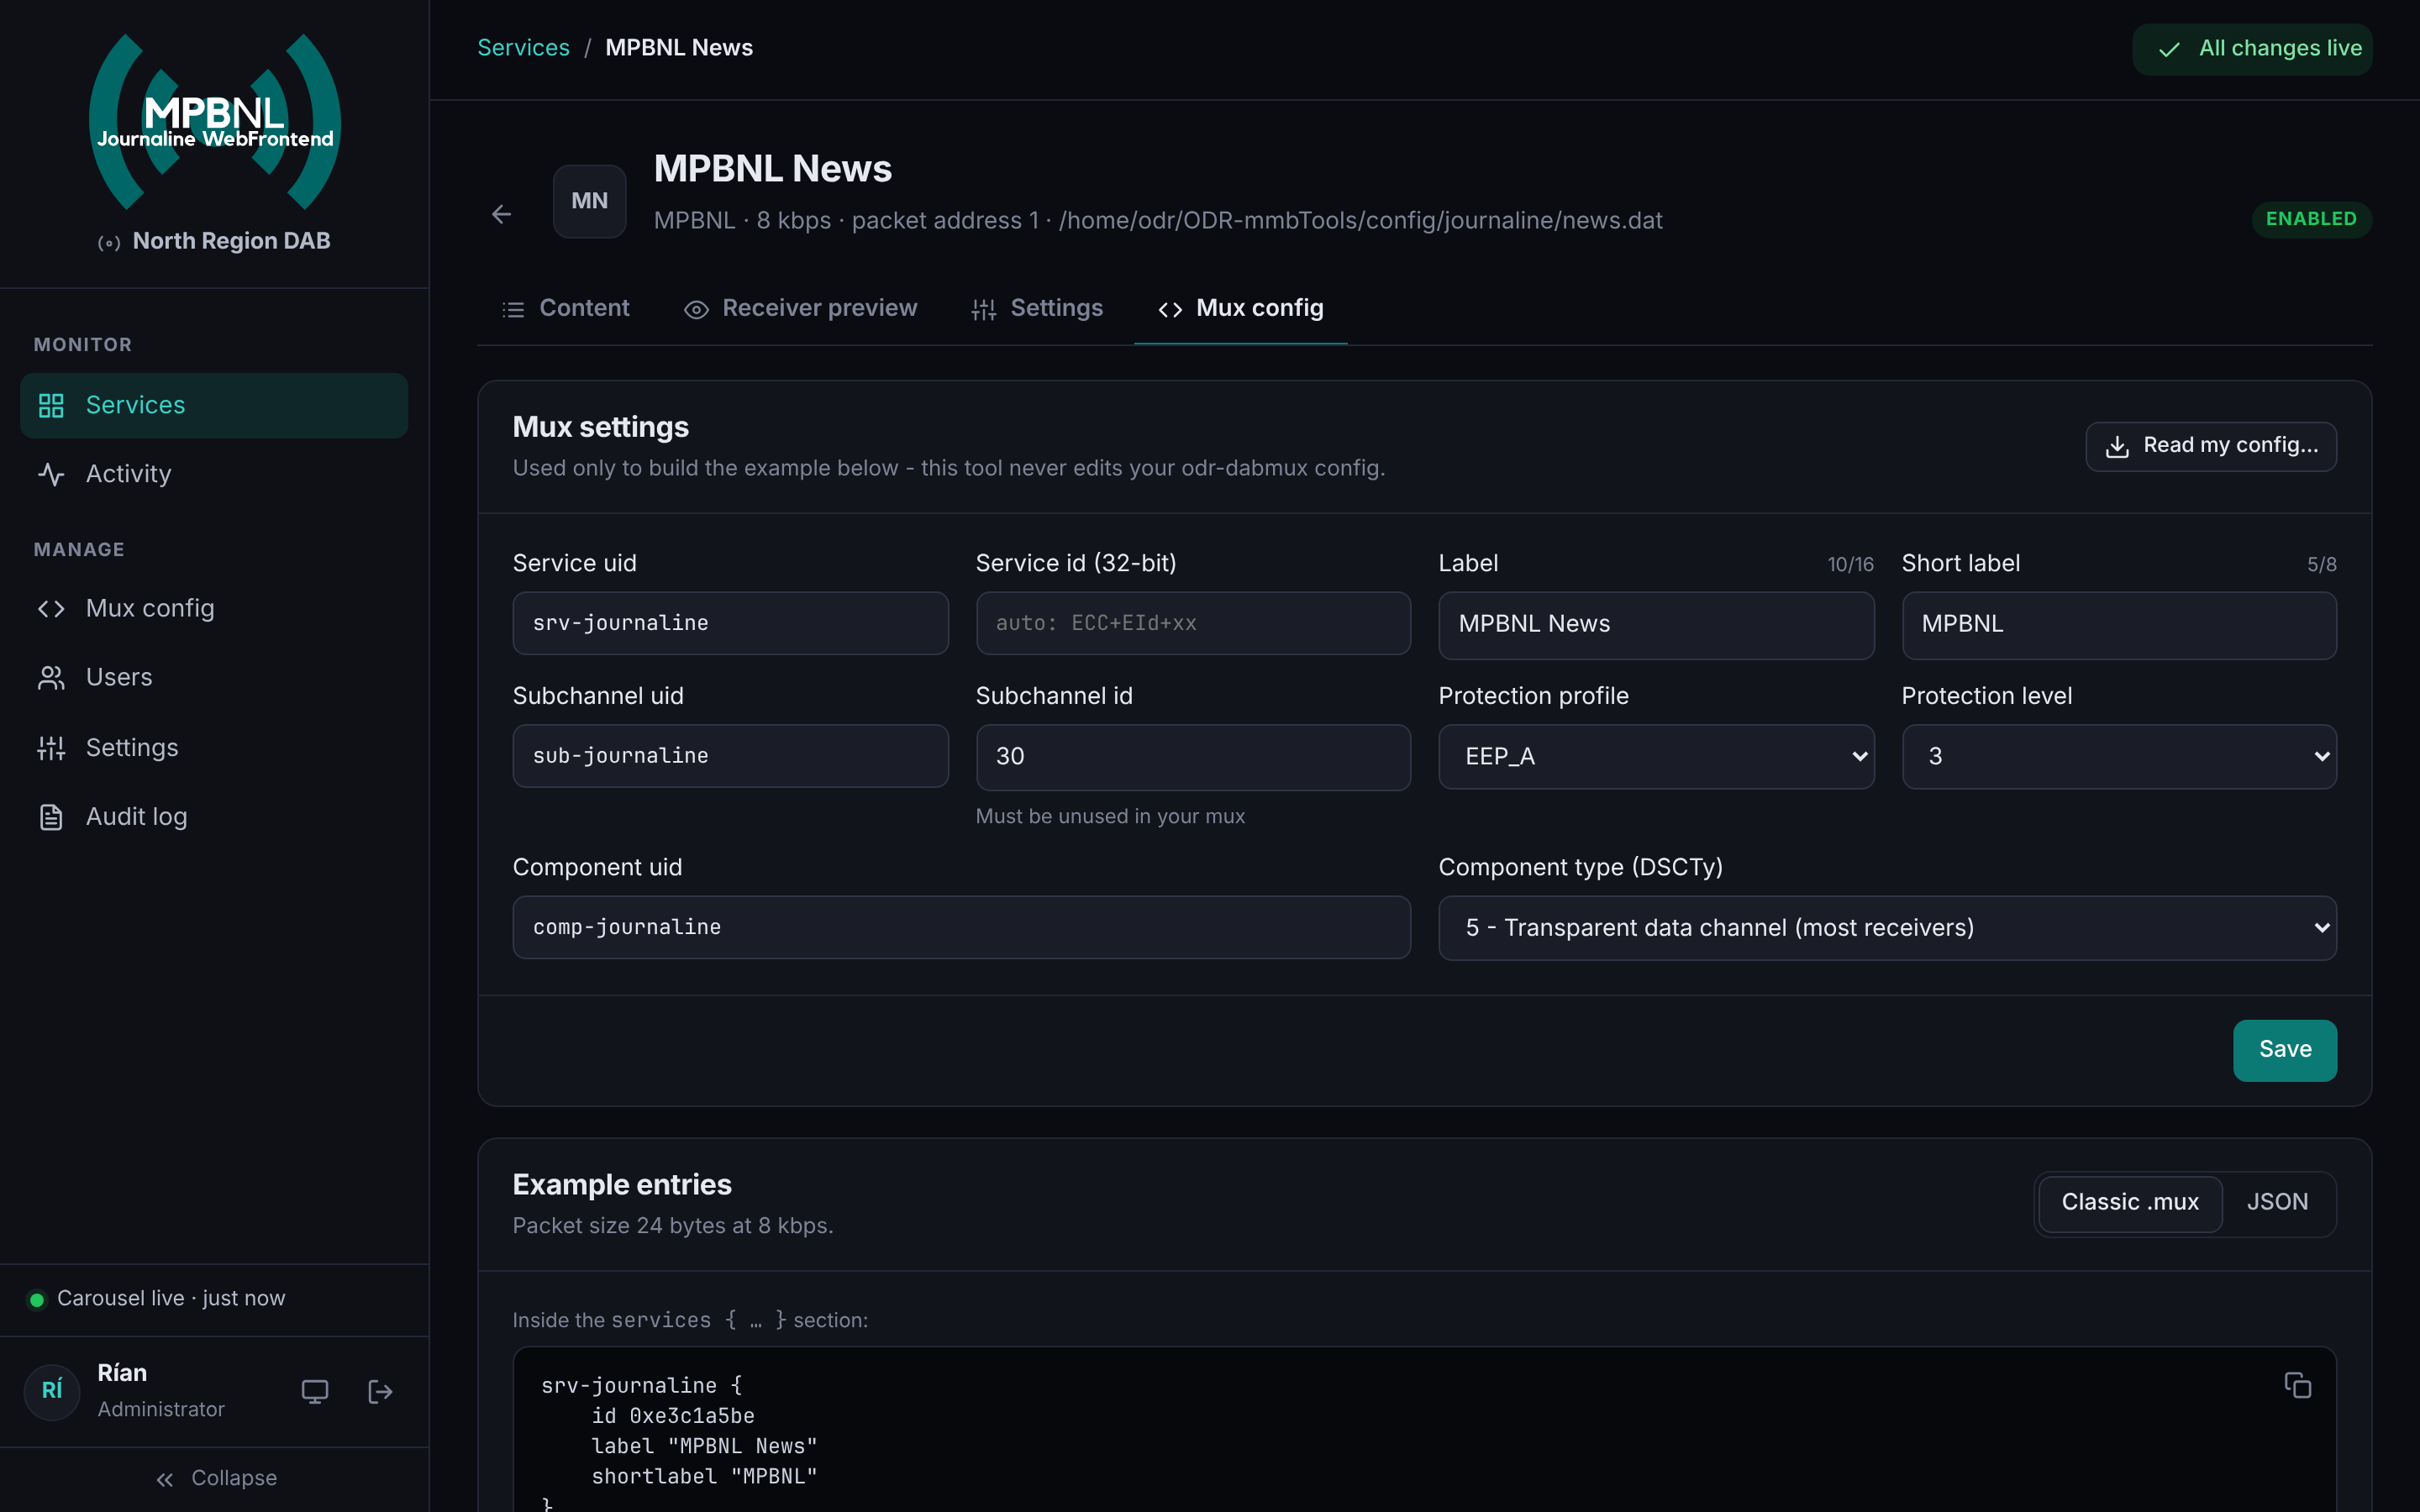 MPBNL
Journaline WebFrontend
North Region DAB
MONITOR
Services
Activity
MANAGE
Mux config
Users
Settings
Audit log
Carousel live · just now
RÍ
Rían
Administrator
Collapse
Services / MPBNL News
All changes live
MN
MPBNL News
MPBNL · 8 kbps · packet address 1 · /home/odr/ODR-mmbTools/config/journaline/news.dat
ENABLED
Content
Receiver preview
Settings
Mux config
Mux settings
Used only to build the example below - this tool never edits your odr-dabmux config.
Read my config...
Service uid
srv-journaline
Service id (32-bit)
auto: ECC+EId+xx
Label 10/16
MPBNL News
Short label 5/8
MPBNL
Subchannel uid
sub-journaline
Subchannel id
30
Must be unused in your mux
Protection profile
EEP_A
Protection level
3
Component uid
comp-journaline
Component type (DSCTy)
5 - Transparent data channel (most receivers)
Save
Example entries
Packet size 24 bytes at 8 kbps.
Classic .mux
JSON
Inside the services { … } section:
srv-journaline {
    id 0xe3c1a5be
    label "MPBNL News"
    shortlabel "MPBNL"
}